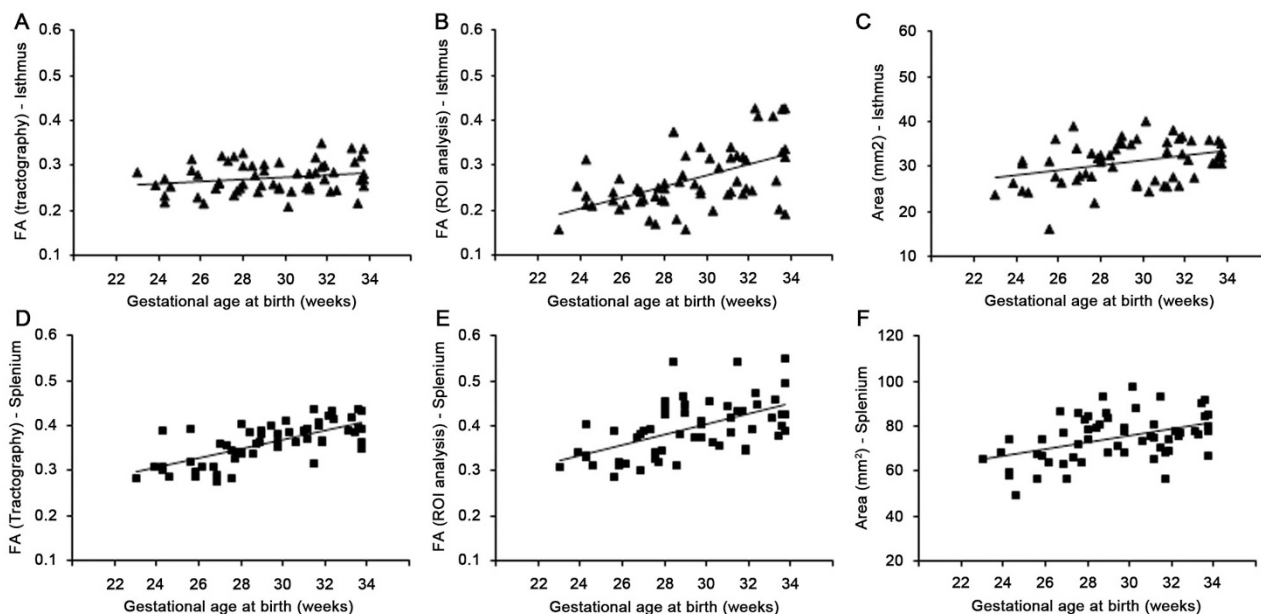 A
0.6
0.5
0.4
0.3
0.2
0.1
FA (tractography) - Isthmus
22 24 26 28 30 32 34
Gestational age at birth (weeks)
B
0.6
0.5
0.4
0.3
0.2
0.1
FA (ROI analysis) - Isthmus
22 24 26 28 30 32 34
Gestational age at birth (weeks)
C
60
50
40
30
20
10
Area (mm2) - Isthmus
22 24 26 28 30 32 34
Gestational age at birth (weeks)
D
0.6
0.5
0.4
0.3
0.2
0.1
FA (Tractography) - Splenium
22 24 26 28 30 32 34
Gestational age at birth (weeks)
E
0.6
0.5
0.4
0.3
0.2
0.1
FA (ROI analysis) - Splenium
22 24 26 28 30 32 34
Gestational age at birth (weeks)
F
120
100
80
60
40
20
Area (mm²) - Splenium
22 24 26 28 30 32 34
Gestational age at birth (weeks)